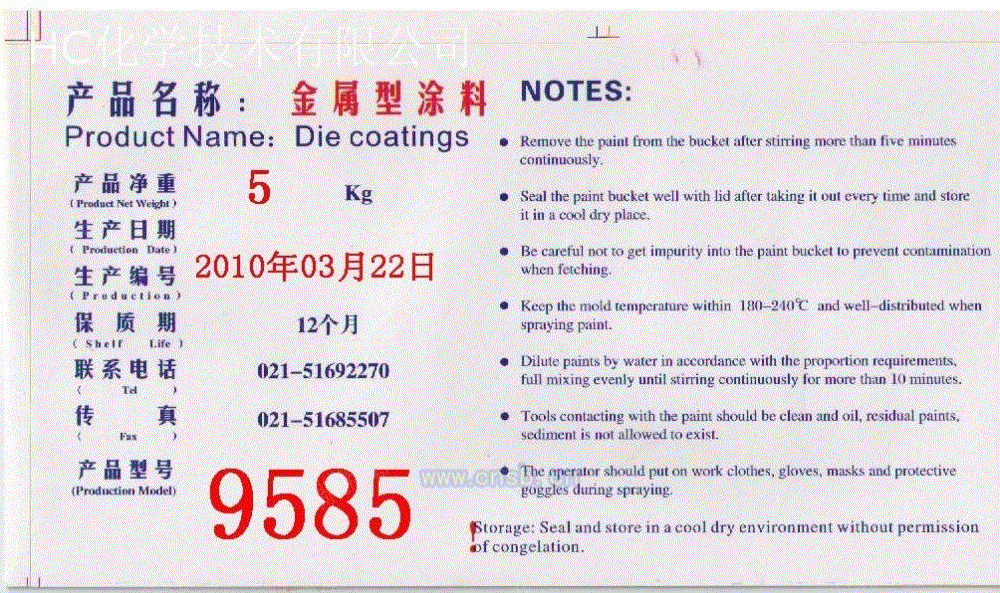 HC化学技术有限公司
产品名称: 金属型涂料
Product Name: Die coatings
产品净重 5 Kg
(Product Net Weight)
生产日期
(Production Date)
2010年03月22日
生产编号
(Production)
保质期 12个月
(Shelf Life)
联系电话 021-51692270
( Tel )
传真 021-51685507
( Fax )
产品型号 9585
(Production Model)
NOTES:
● Remove the paint from the bucket after stirring more than five minutes
continuously.
● Seal the paint bucket well with lid after taking it out every time and store
it in a cool dry place.
● Be careful not to get impurity into the paint bucket to prevent contamination
when fetching.
● Keep the mold temperature within 180-240℃ and well-distributed when
spraying paint.
● Dilute paints by water in accordance with the proportion requirements,
full mixing evenly until stirring continuously for more than 10 minutes.
● Tools contacting with the paint should be clean and oil, residual paints,
sediment is not allowed to exist.
● The operator should put on work clothes, gloves, masks and protective
goggles during spraying.
! Storage: Seal and store in a cool dry environment without permission
of congelation.